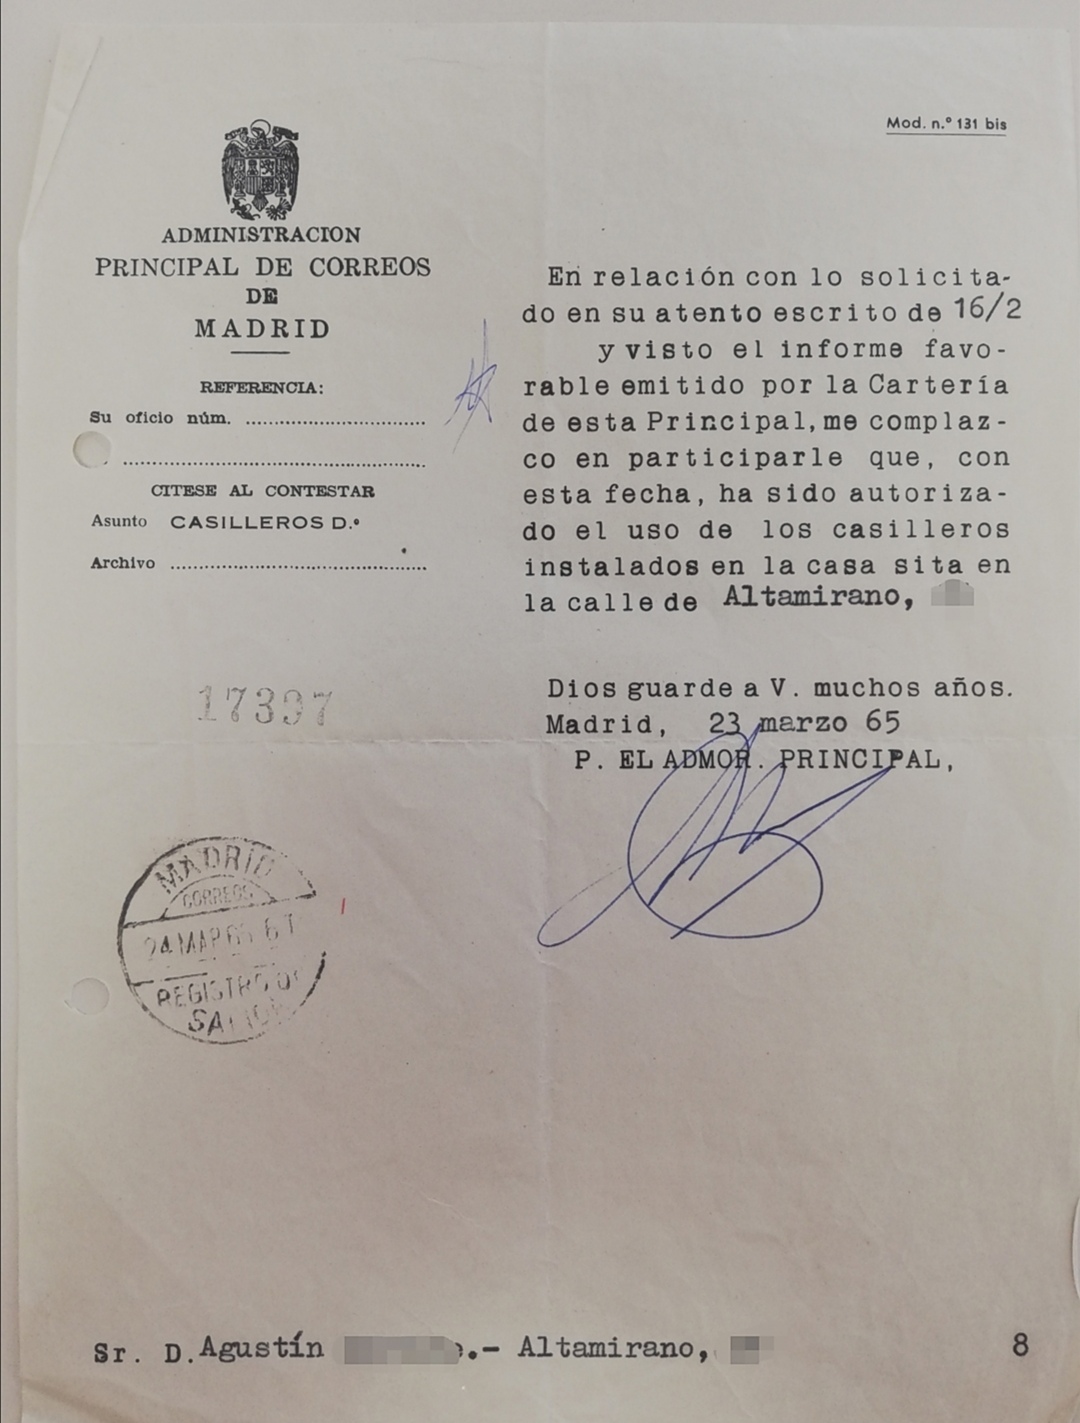 Mod. n.º 131 bis
ADMINISTRACION
PRINCIPAL DE CORREOS
DE
MADRID
REFERENCIA:
Su oficio núm.
CITESE AL CONTESTAR
Asunto CASILLEROS D.º
Archivo
En relación con lo solicita-
do en su atento escrito de 16/2
y visto el informe favo-
rable emitido por la Cartería
de esta Principal, me complaz-
co en participarle que, con
esta fecha, ha sido autoriza-
do el uso de los casilleros
instalados en la casa sita en
la calle de Altamirano,
17397
Dios guarde a V. muchos años.
Madrid, 23 marzo 65
P. EL ADMOR. PRINCIPAL,
MADRID
CORREOS
24 MAR 65
REGISTRO
Sr. D. Agustín .- Altamirano,
8